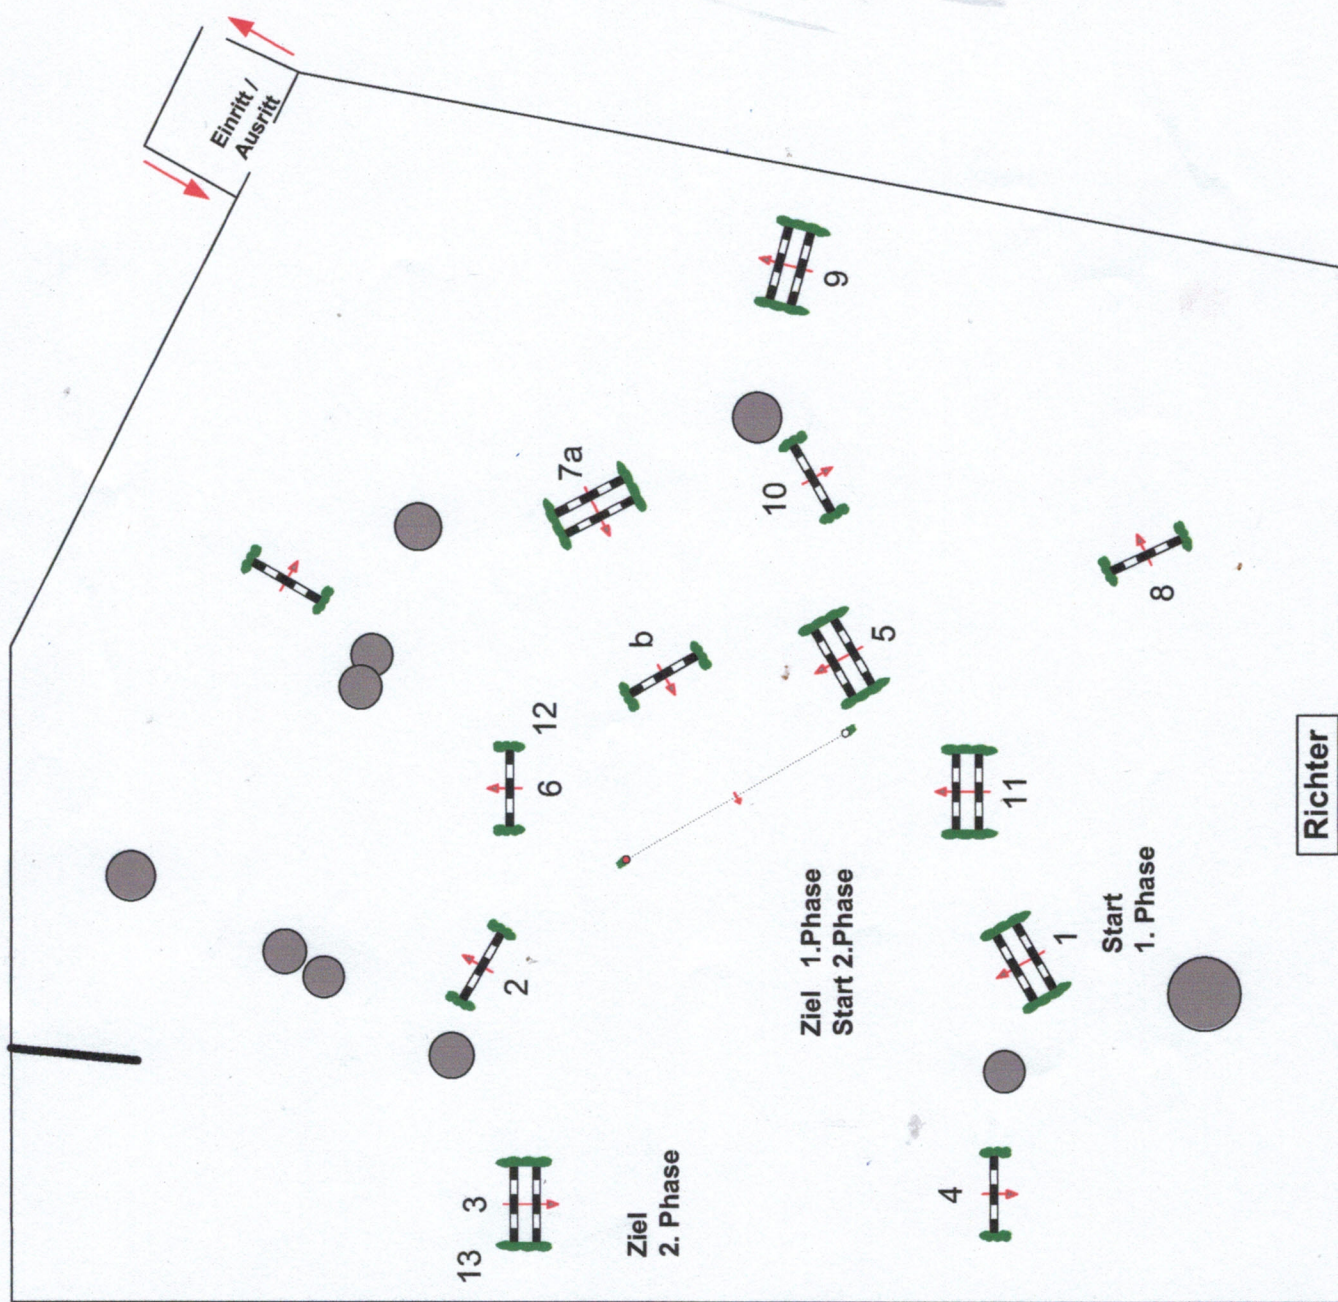 Einritt /
Ausritt
9
7a
10
8
b
5
12
6
11
Richter
2
Ziel 1.Phase
Start 2.Phase
1
Start
1. Phase
3
13
Ziel
2. Phase
4